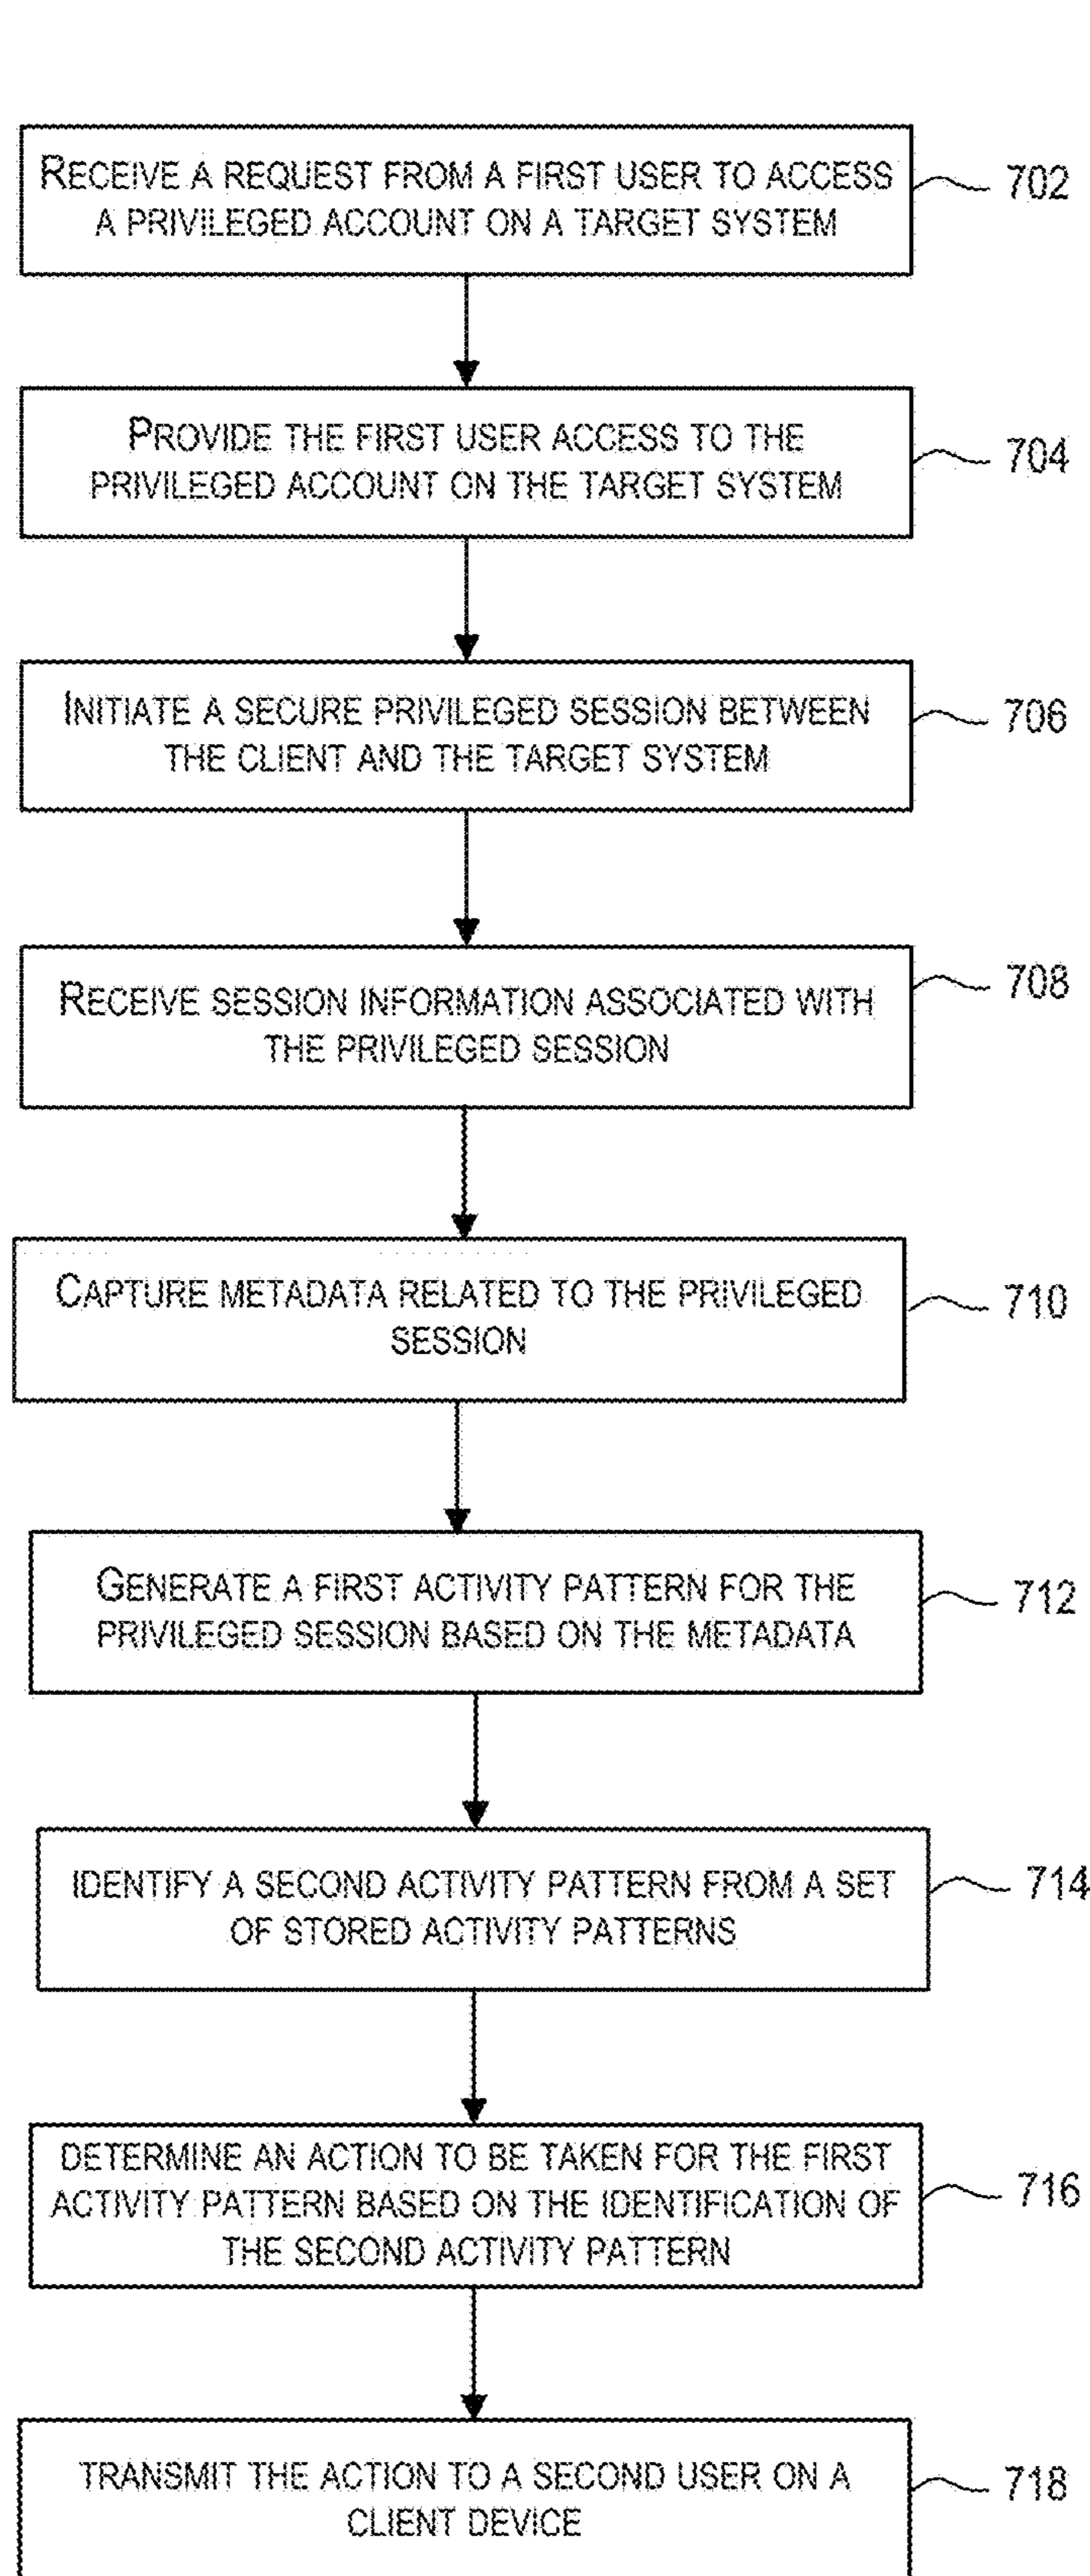 RECEIVE A REQUEST FROM A FIRST USER TO ACCESS
A PRIVILEGED ACCOUNT ON A TARGET SYSTEM
702
PROVIDE THE FIRST USER ACCESS TO THE
PRIVILEGED ACCOUNT ON THE TARGET SYSTEM
704
INITIATE A SECURE PRIVILEGED SESSION BETWEEN
THE CLIENT AND THE TARGET SYSTEM
706
RECEIVE SESSION INFORMATION ASSOCIATED WITH
THE PRIVILEGED SESSION
708
CAPTURE METADATA RELATED TO THE PRIVILEGED
SESSION
710
GENERATE A FIRST ACTIVITY PATTERN FOR THE
PRIVILEGED SESSION BASED ON THE METADATA
712
IDENTIFY A SECOND ACTIVITY PATTERN FROM A SET
OF STORED ACTIVITY PATTERNS
714
DETERMINE AN ACTION TO BE TAKEN FOR THE FIRST
ACTIVITY PATTERN BASED ON THE IDENTIFICATION OF
THE SECOND ACTIVITY PATTERN
716
TRANSMIT THE ACTION TO A SECOND USER ON A
CLIENT DEVICE
718